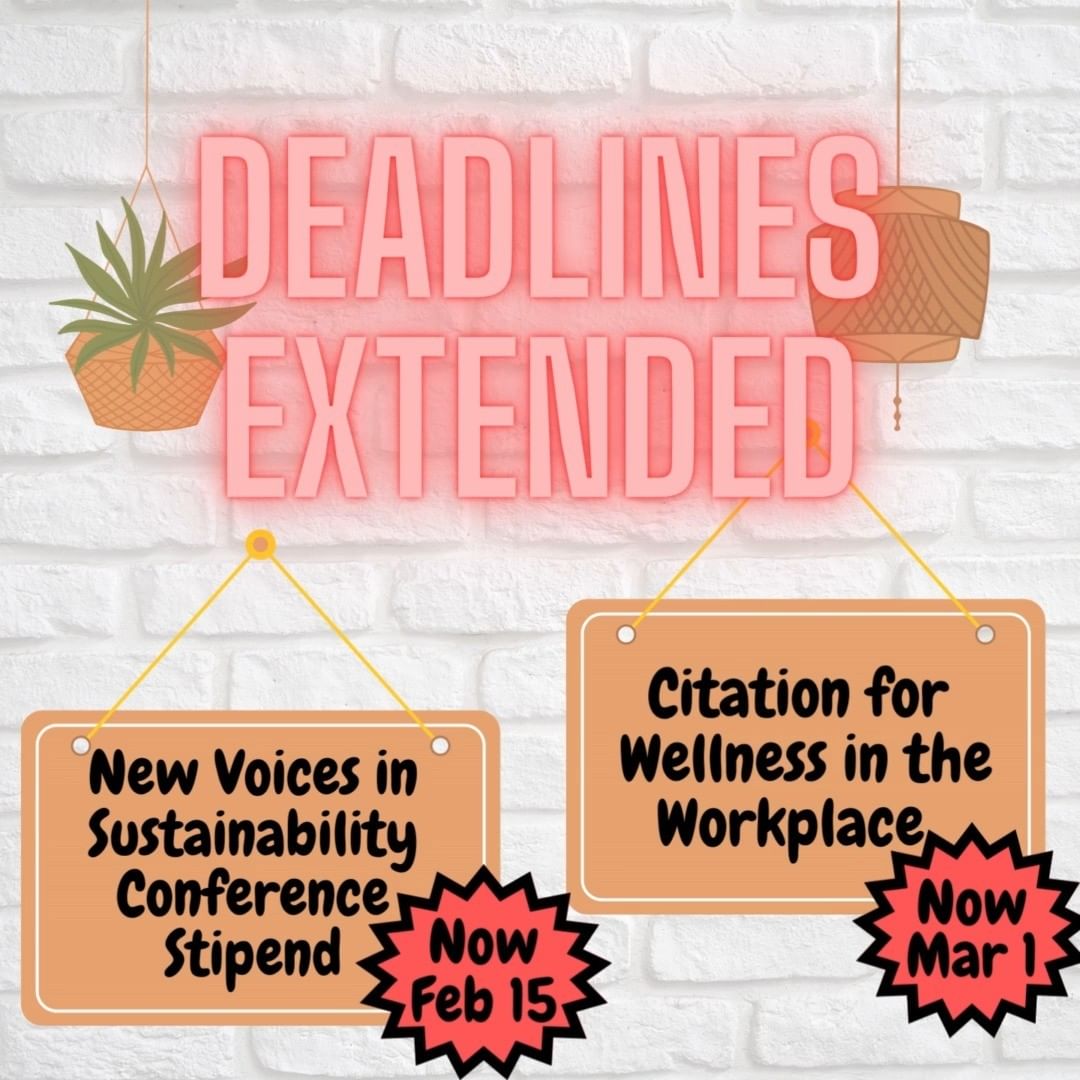 DEADLINES
EXTENDED
New Voices in
Sustainability
Conference
Stipend
Now
Feb 15
Citation for
Wellness in the
Workplace
Now
Mar 1